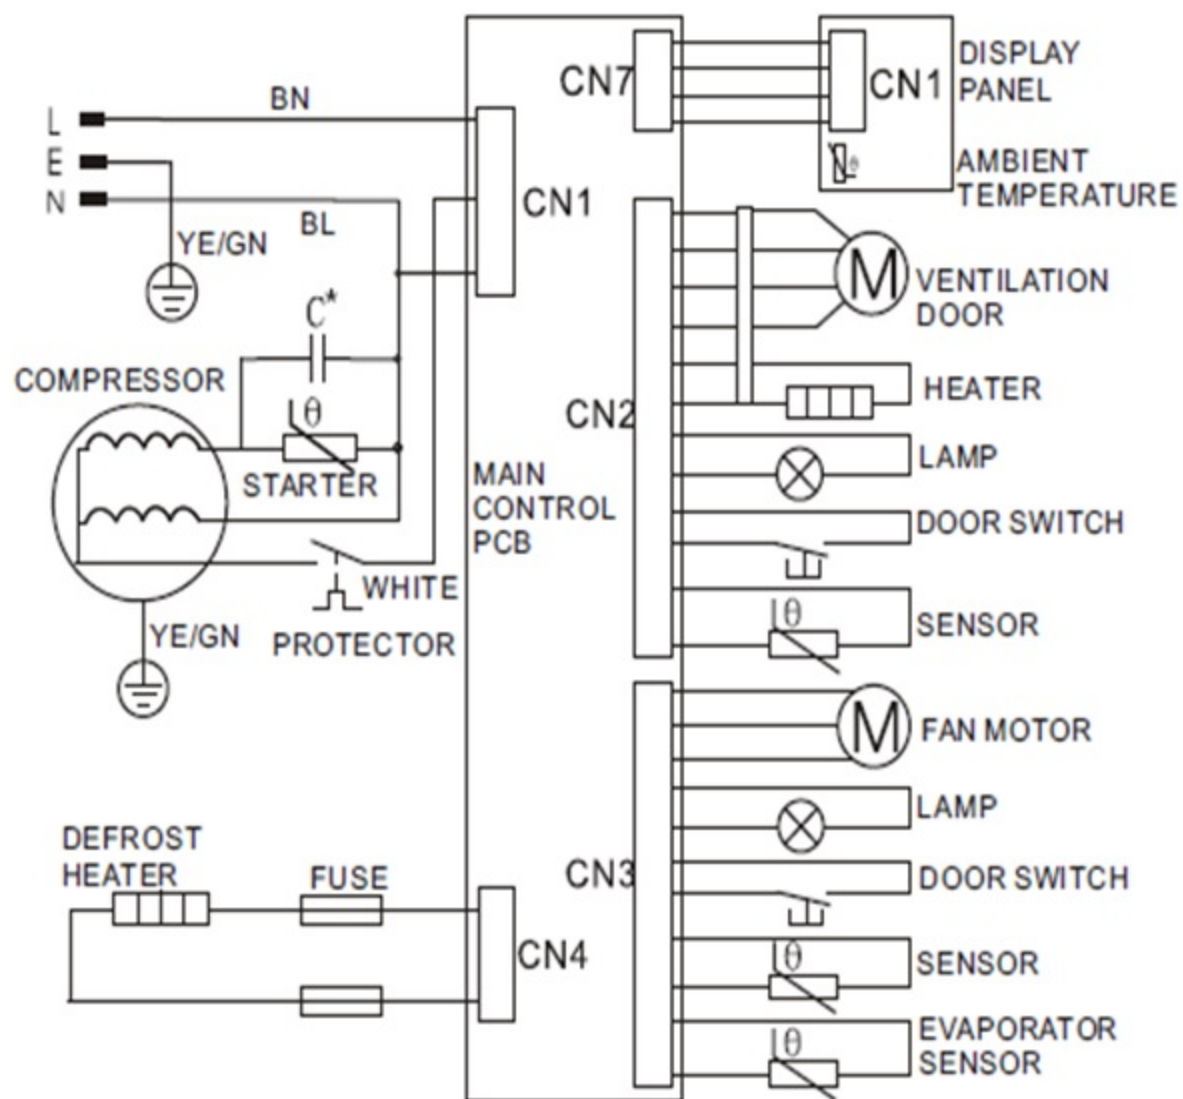 CN7
CN1
DISPLAY
PANEL
AMBIENT
TEMPERATURE
θ
L
BN
E
N
BL
YE/GN
CN1
C*
COMPRESSOR
θ
STARTER
WHITE
PROTECTOR
YE/GN
MAIN
CONTROL
PCB
CN2
M
VENTILATION
DOOR
HEATER
LAMP
DOOR SWITCH
θ
SENSOR
CN3
M
FAN MOTOR
LAMP
DOOR SWITCH
θ
SENSOR
θ
EVAPORATOR
SENSOR
DEFROST
HEATER
FUSE
CN4